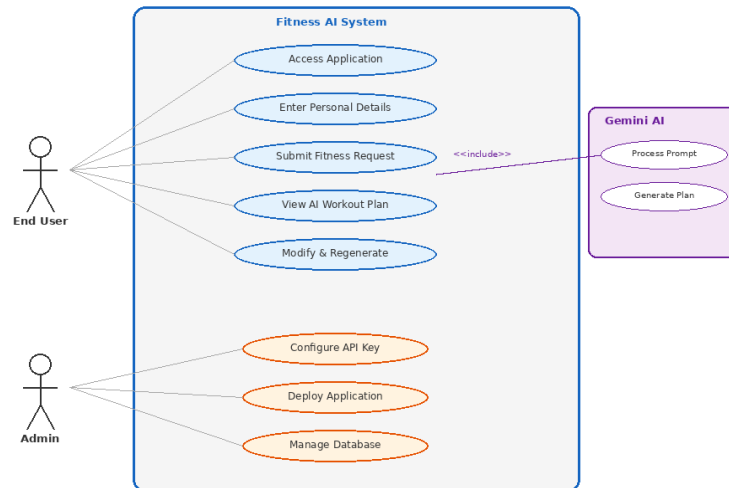 Fitness AI System
Access Application
Enter Personal Details
Submit Fitness Request
View AI Workout Plan
Modify & Regenerate
End User
<<include>>
Gemini AI
Process Prompt
Generate Plan
Configure API Key
Deploy Application
Manage Database
Admin